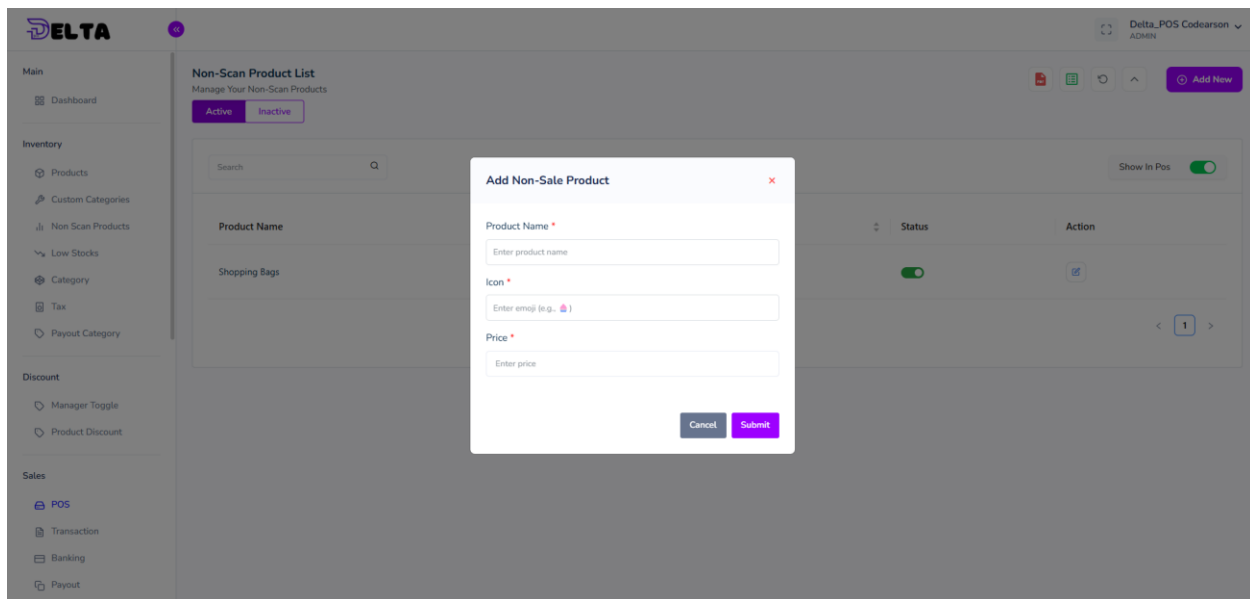 DELTA
Delta_POS Codearson
ADMIN
Main
Dashboard
Inventory
Products
Custom Categories
Non Scan Products
Low Stocks
Category
Tax
Payout Category
Discount
Manager Toggle
Product Discount
Sales
POS
Transaction
Banking
Payout
Non-Scan Product List
Manage Your Non-Scan Products
Add New
Active Inactive
Search
Show In Pos
Product Name Status Action
Shopping Bags
< 1 >
Add Non-Sale Product
Product Name *
Enter product name
Icon *
Enter emoji (e.g., 🧁)
Price *
Enter price
Cancel Submit